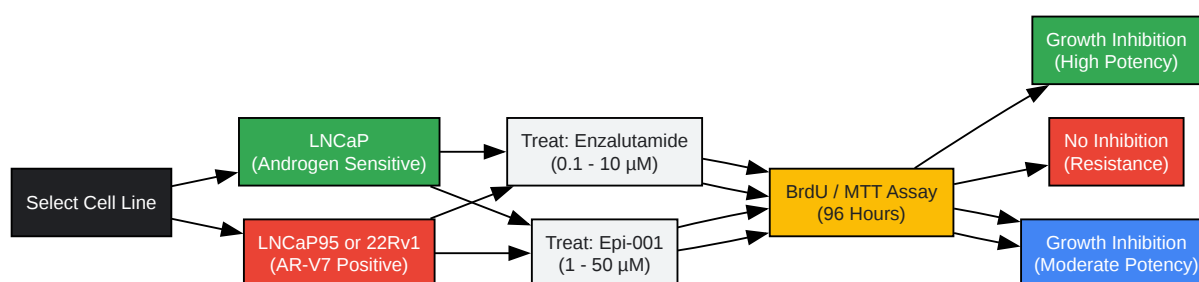 Select Cell Line
LNCaP
(Androgen Sensitive)
LNCaP95 or 22Rv1
(AR-V7 Positive)
Treat: Enzalutamide
(0.1 - 10 µM)
Treat: Epi-001
(1 - 50 µM)
BrdU / MTT Assay
(96 Hours)
Growth Inhibition
(High Potency)
No Inhibition
(Resistance)
Growth Inhibition
(Moderate Potency)